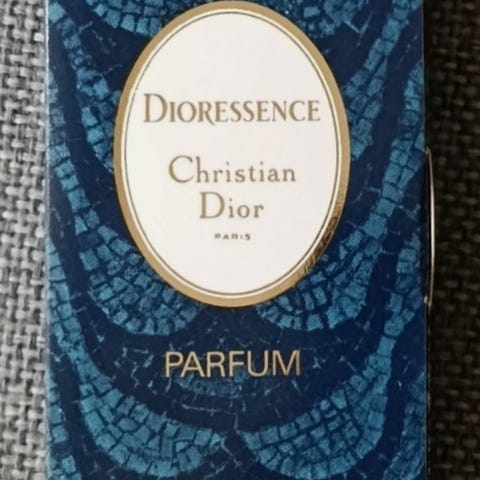 DIORESSENCE
Christian
Dior
PARIS
PARFUM